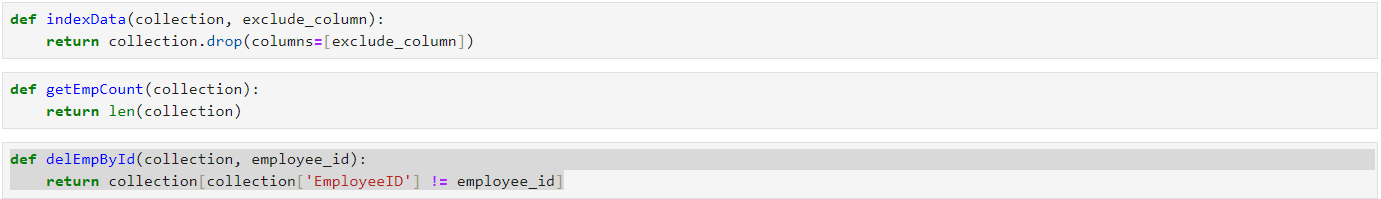 def indexData(collection, exclude_column):
    return collection.drop(columns=[exclude_column])
def getEmpCount(collection):
    return len(collection)
def delEmpById(collection, employee_id):
    return collection[collection['EmployeeID'] != employee_id]